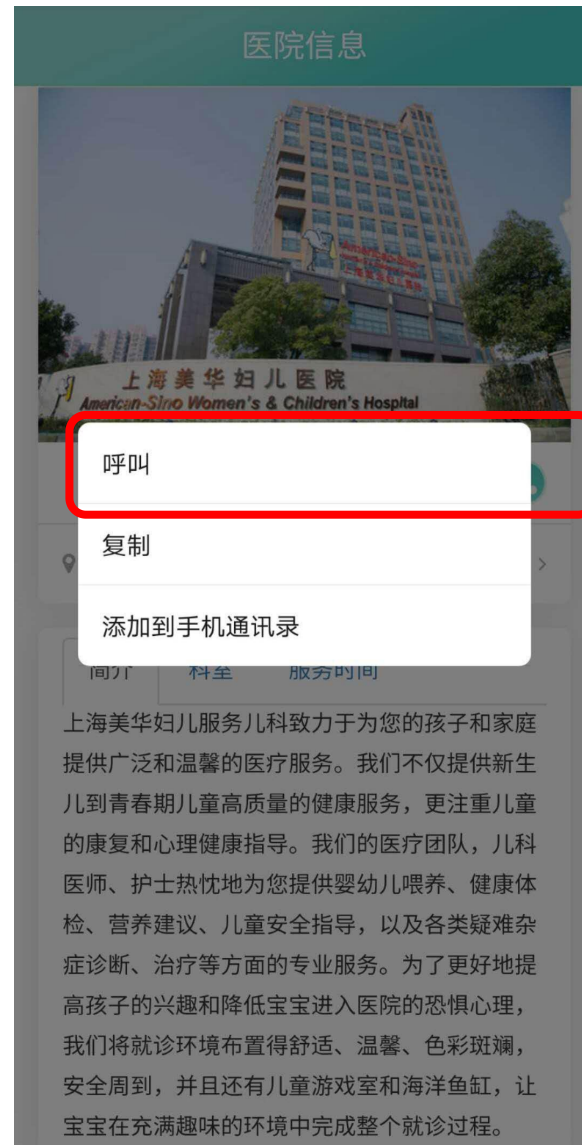 医院信息
American-Sino
上海美华妇儿医院
American-Sino Women's & Children's Hospital
呼叫
复制
添加到手机通讯录
简介
科室
服务时间
上海美华妇儿服务儿科致力于为您的孩子和家庭
提供广泛和温馨的医疗服务。我们不仅提供新生
儿到青春期儿童高质量的健康服务，更注重儿童
的康复和心理健康指导。我们的医疗团队，儿科
医师、护士热忱地为您提供婴幼儿喂养、健康体
检、营养建议、儿童安全指导，以及各类疑难杂
症诊断、治疗等方面的专业服务。为了更好地提
高孩子的兴趣和降低宝宝进入医院的恐惧心理，
我们将就诊环境布置得舒适、温馨、色彩斑斓，
安全周到，并且还有儿童游戏室和海洋鱼缸，让
宝宝在充满趣味的环境中完成整个就诊过程。